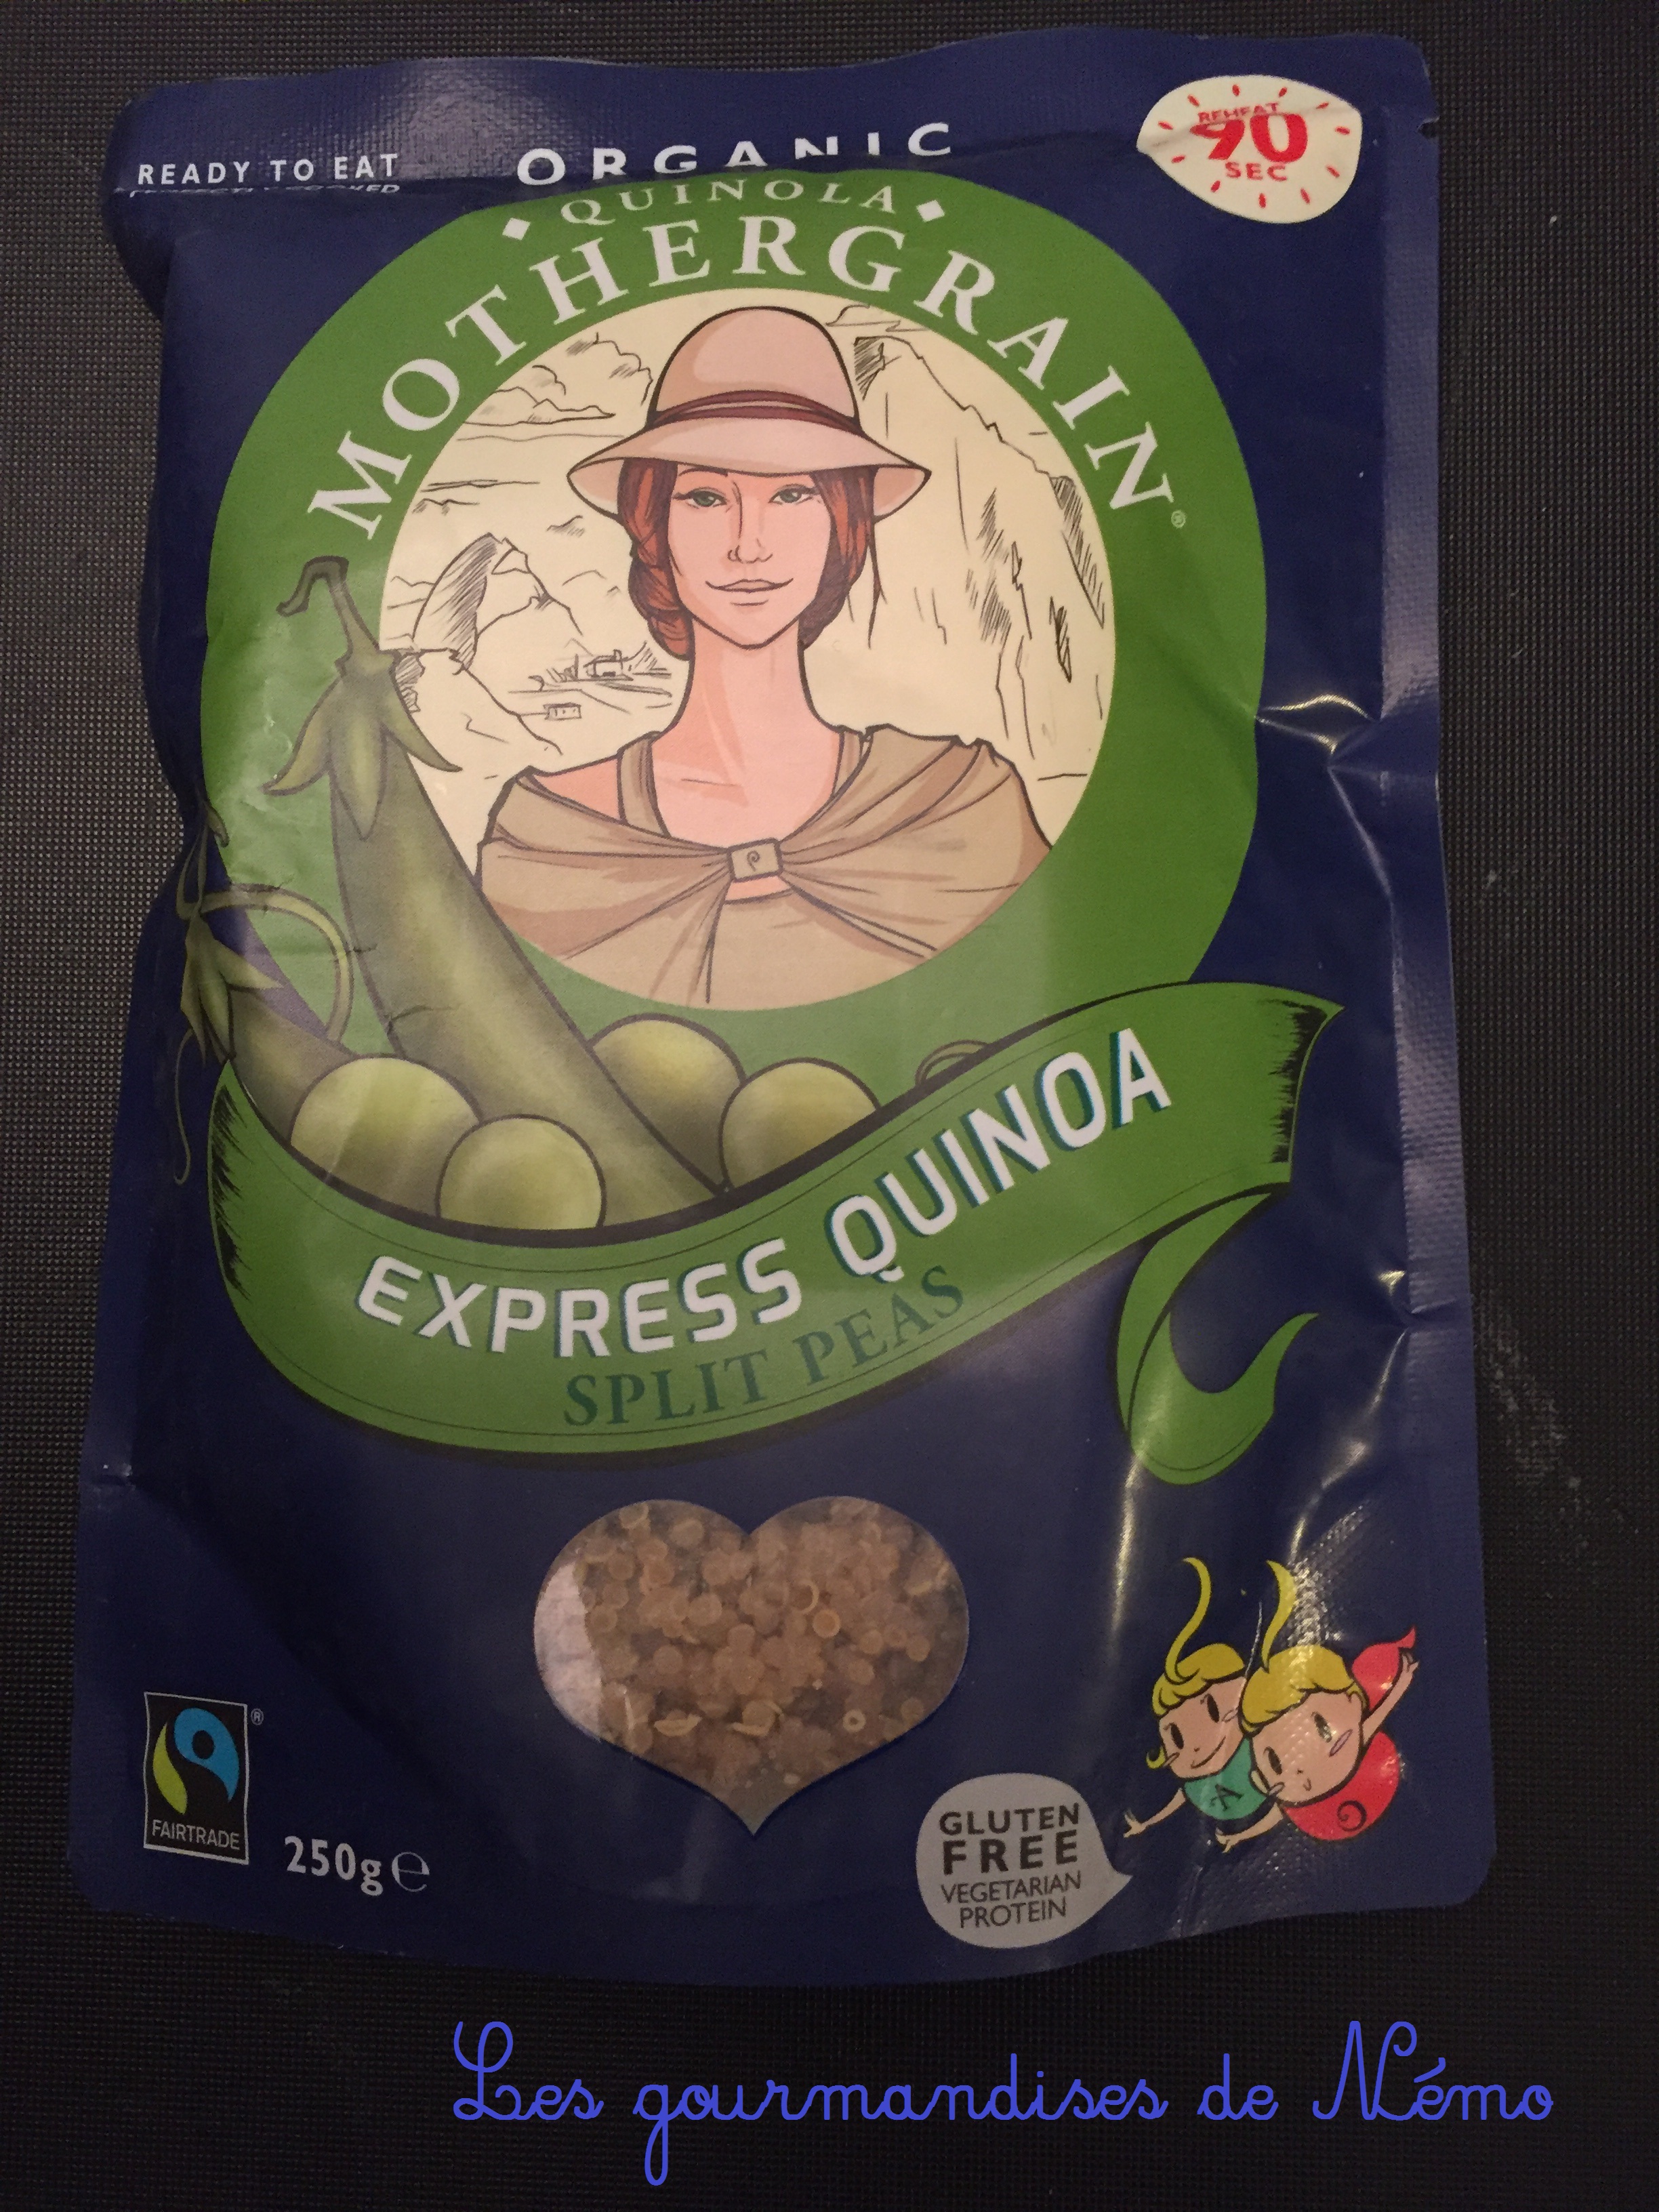 READY TO EAT
ORGANIC
REHEAT
90
SEC
QUINOLA
MOTHERGRAIN®
EXPRESS QUINOA
SPLIT PEAS
®
FAIRTRADE
250g e
GLUTEN
FREE
VEGETARIAN
PROTEIN
Les gourmandises de Némo